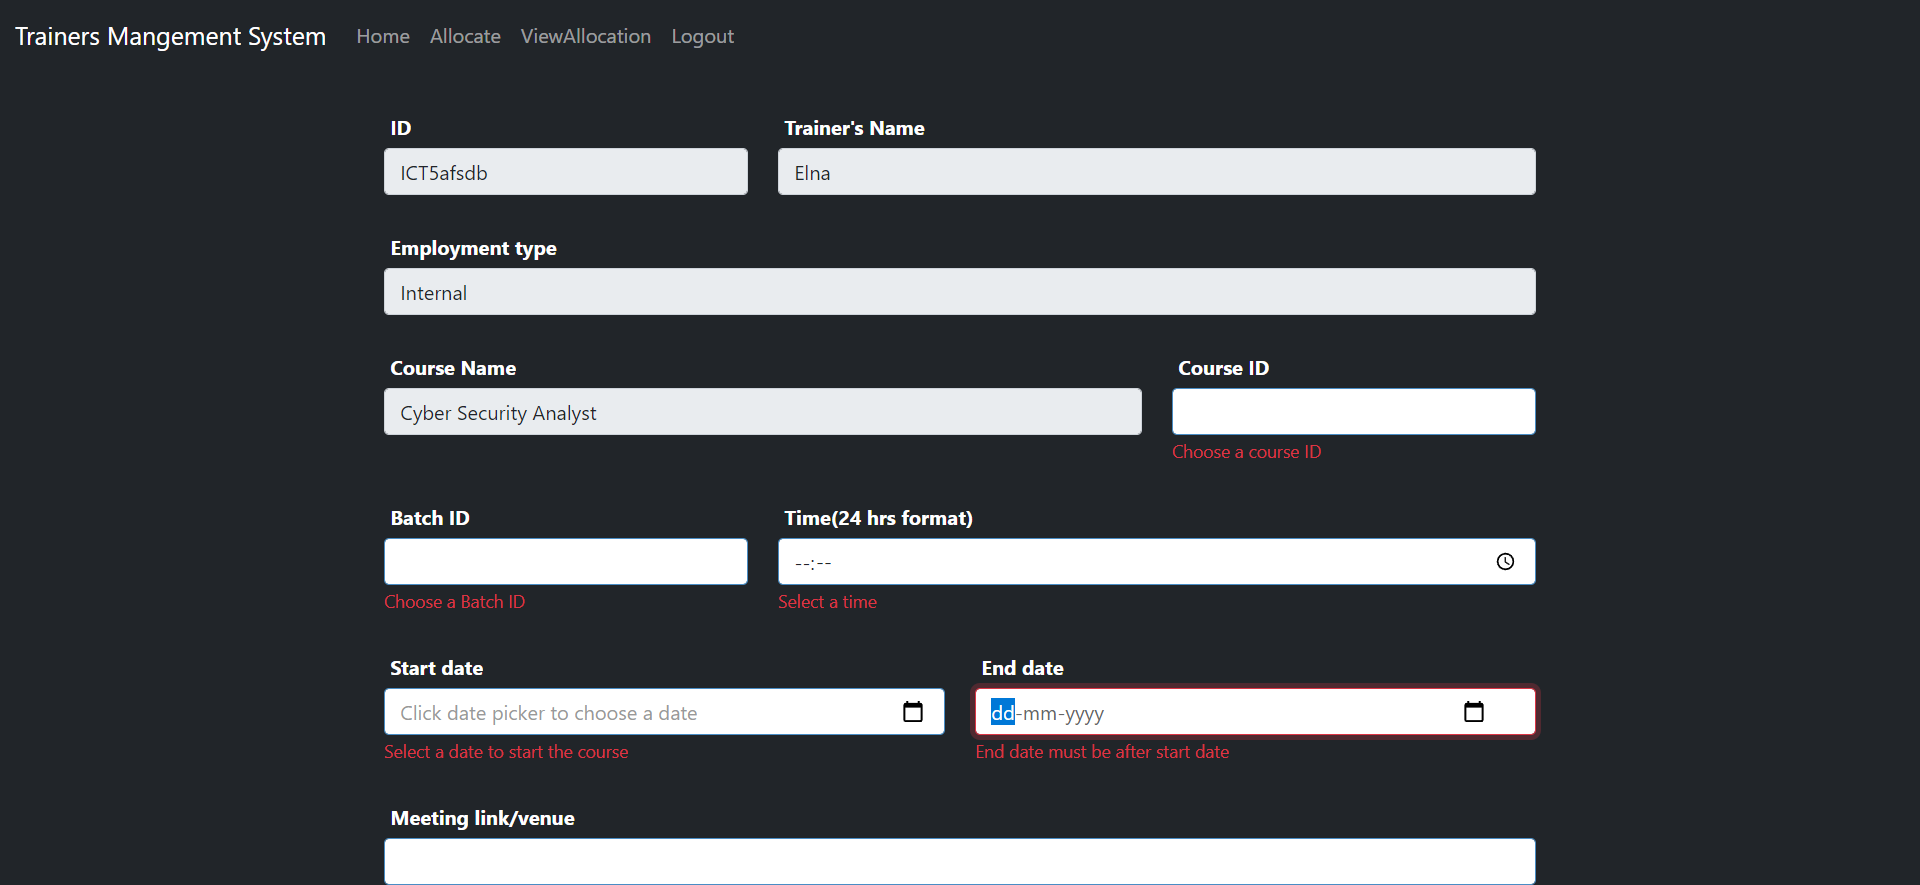 Trainers Mangement System Home Allocate ViewAllocation Logout
ID Trainer's Name
ICT5afsdb Elna
Employment type
Internal
Course Name Course ID
Cyber Security Analyst
Choose a course ID
Batch ID Time(24 hrs format)
--:--
Choose a Batch ID Select a time
Start date End date
Click date picker to choose a date dd-mm-yyyy
Select a date to start the course End date must be after start date
Meeting link/venue